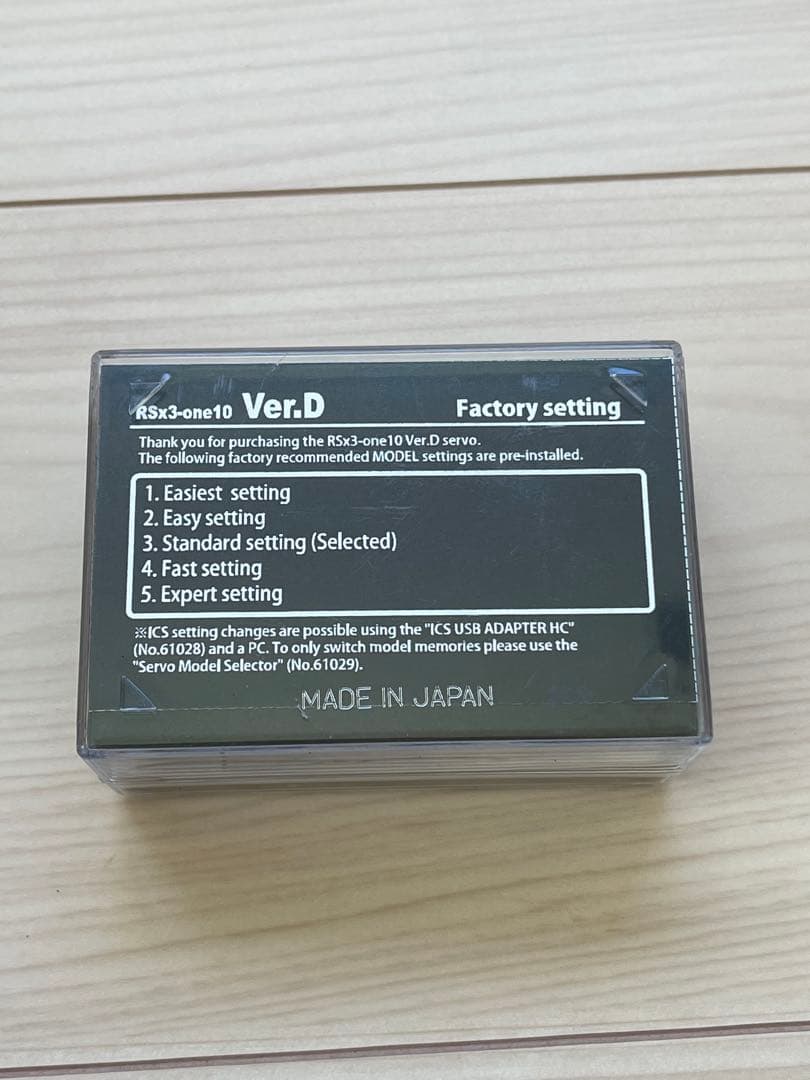 RSx3-one10 Ver.D Factory setting
Thank you for purchasing the RSx3-one10 Ver.D servo.
The following factory recommended MODEL settings are pre-installed.
1. Easiest setting
2. Easy setting
3. Standard setting (Selected)
4. Fast setting
5. Expert setting
※ICS setting changes are possible using the "ICS USB ADAPTER HC"
(No.61028) and a PC. To only switch model memories please use the
"Servo Model Selector" (No.61029).
MADE IN JAPAN